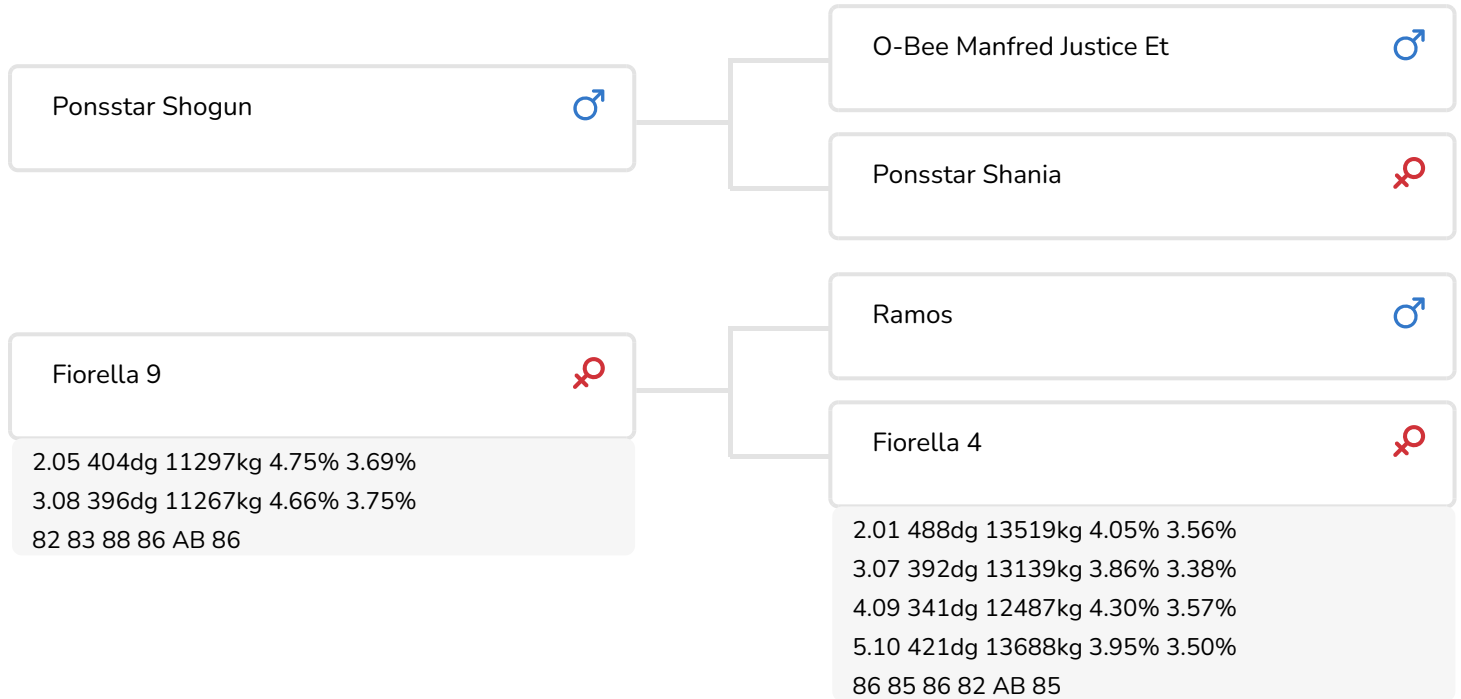 O-Bee Manfred Justice Et
Ponsstar Shogun
Ponsstar Shania
Ramos
Fiorella 9
Fiorella 4
2.05 404dg 11297kg 4.75% 3.69%
3.08 396dg 11267kg 4.66% 3.75%
82 83 88 86 AB 86
2.01 488dg 13519kg 4.05% 3.56%
3.07 392dg 13139kg 3.86% 3.38%
4.09 341dg 12487kg 4.30% 3.57%
5.10 421dg 13688kg 3.95% 3.50%
86 85 86 82 AB 85